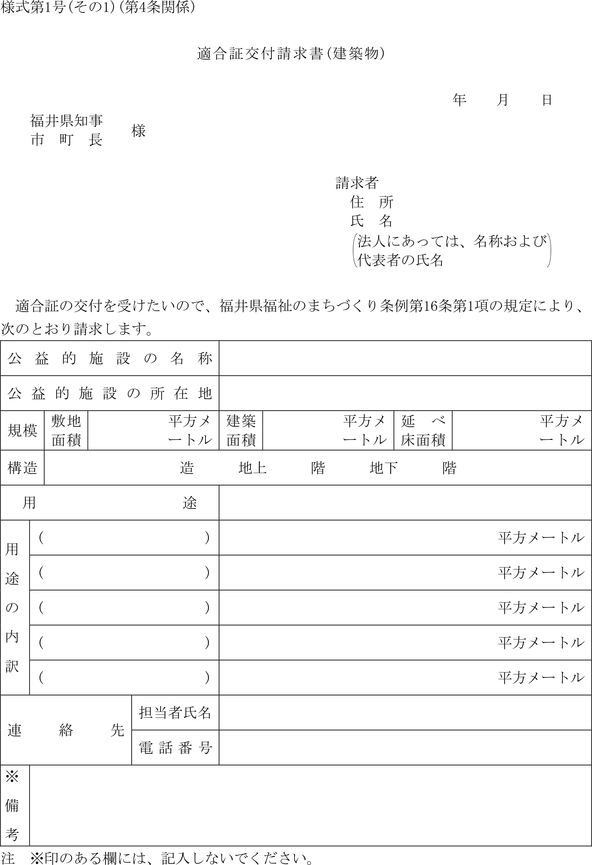 様式第1号(その1)(第4条関係)
適合証交付請求書(建築物)
年　月　日
福井県知事
市　町　長　様
請求者
住　所
氏　名
(法人にあっては、名称および
代表者の氏名)
適合証の交付を受けたいので、福井県福祉のまちづくり条例第16条第1項の規定により、
次のとおり請求します。
公益的施設の名称
公益的施設の所在地
規模　敷地面積　平方メートル　建築面積　平方メートル　延べ床面積　平方メートル
構造　造　地上　階　地下　階
用途
用途の内訳
(　)　平方メートル
(　)　平方メートル
(　)　平方メートル
(　)　平方メートル
(　)　平方メートル
連絡先　担当者氏名
電話番号
※備考
注　※印のある欄には、記入しないでください。